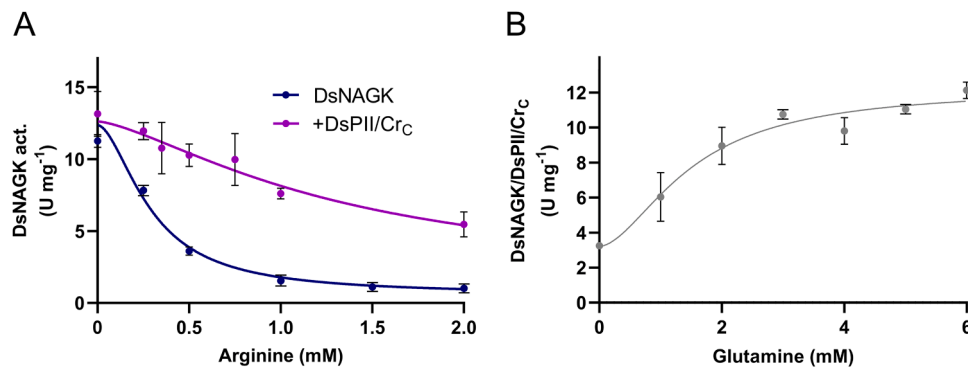 A
DsNAGK act.
(U mg-1)
15
10
5
0
DsNAGK
+DsPII/CrC
0
0.5
1.0
1.5
2.0
Arginine (mM)
B
DsNAGK/DsPII/CrC
(U mg-1)
12
10
8
6
4
2
0
0
2
4
6
Glutamine (mM)